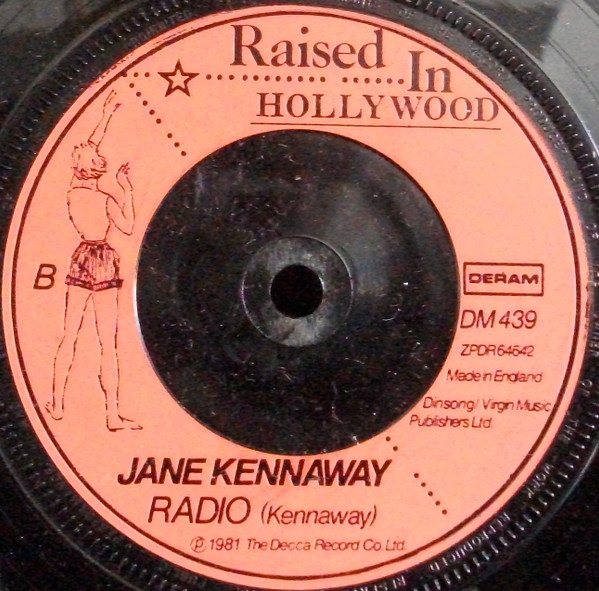 Raised
In
HOLLYWOOD
B
DERAM
DM 439
ZPDR 64642
Made in England
Dinsong/Virgin Music
Publishers Ltd.
JANE KENNAWAY
RADIO (Kennaway)
℗ 1981 The Decca Record Co. Ltd.